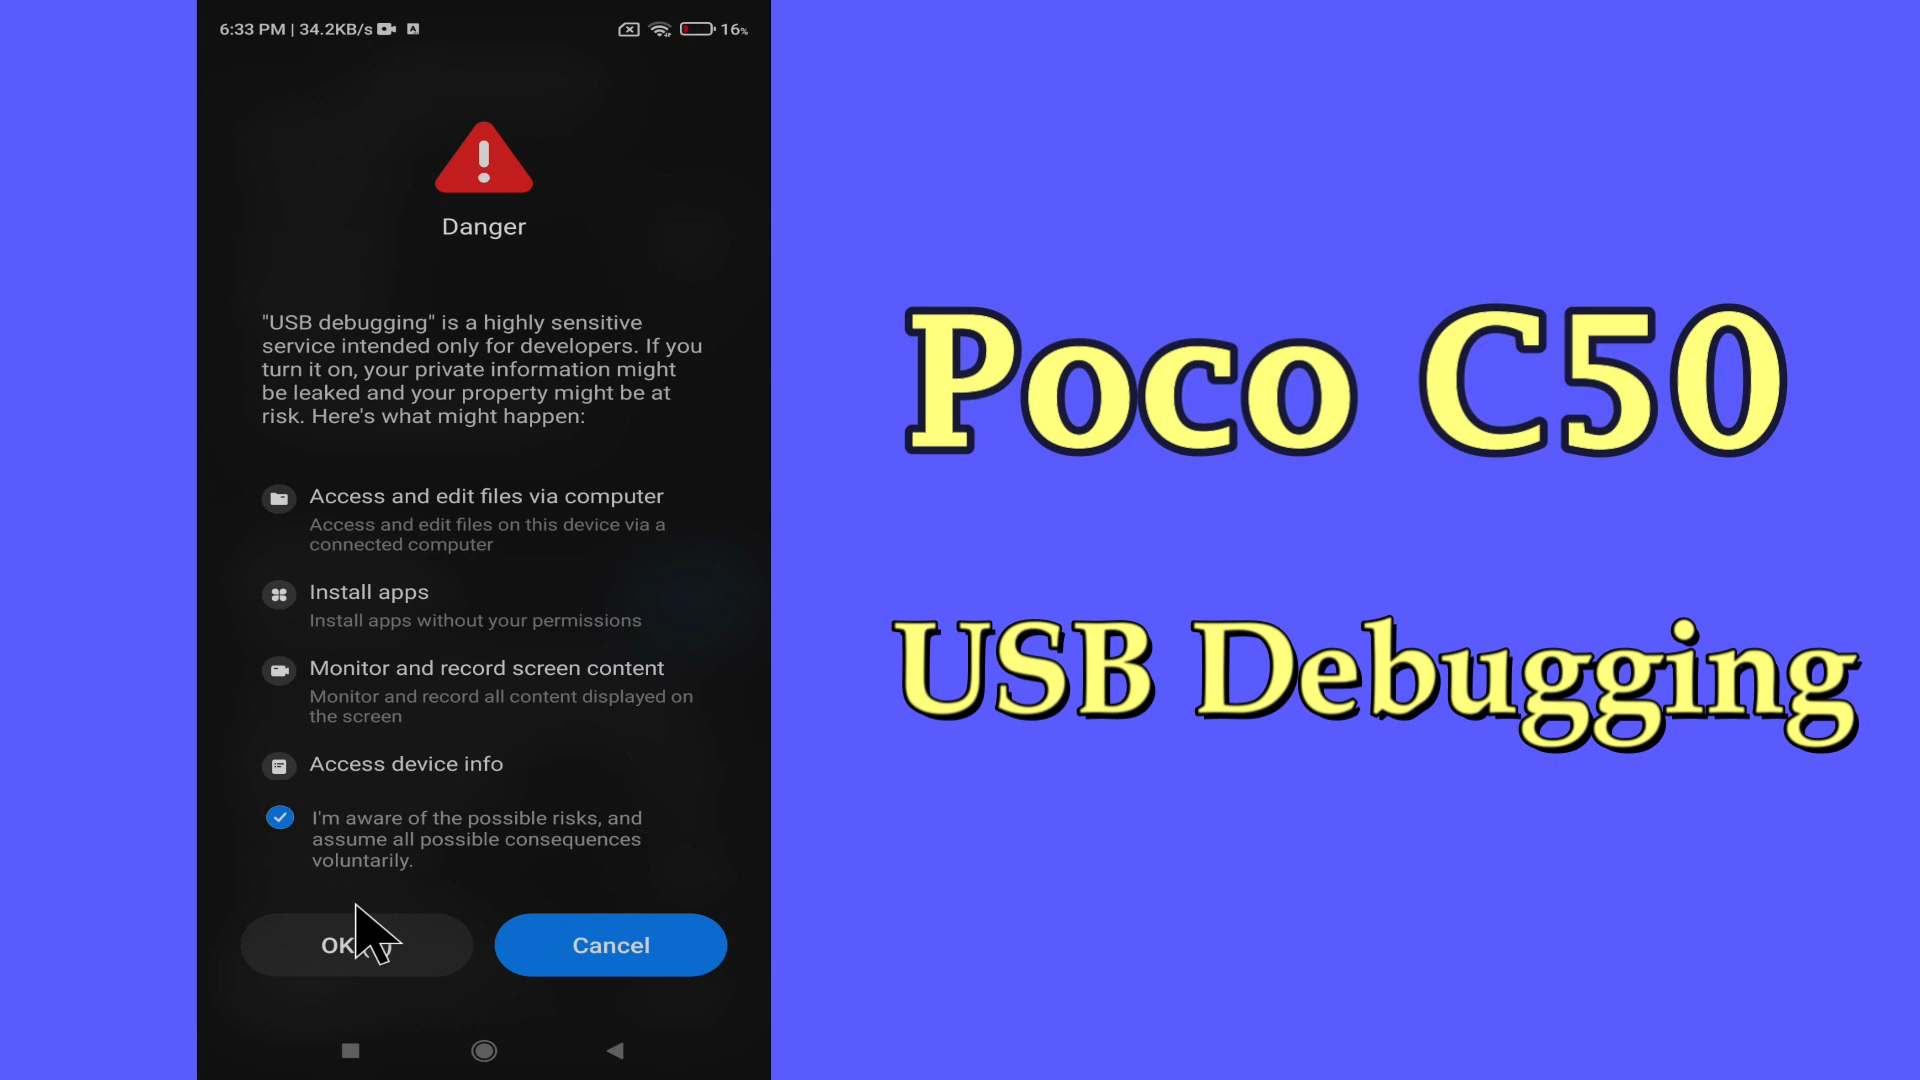 6:33 PM | 34.2KB/s
16%
Danger
"USB debugging" is a highly sensitive
service intended only for developers. If you
turn it on, your private information might
be leaked and your property might be at
risk. Here's what might happen:
Access and edit files via computer
Access and edit files on this device via a
connected computer
Install apps
Install apps without your permissions
Monitor and record screen content
Monitor and record all content displayed on
the screen
Access device info
I'm aware of the possible risks, and
assume all possible consequences
voluntarily.
OK
Cancel
Poco C50
USB Debugging